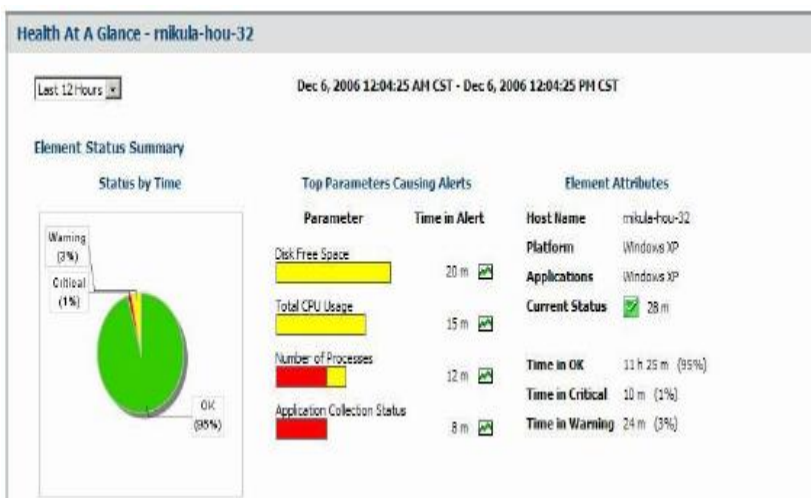 Health At A Glance - mikula-hou-32
Last 12 Hours
Dec 6, 2006 12:04:25 AM CST - Dec 6, 2006 12:04:25 PM CST
Element Status Summary
Status by Time
Warning
(3%)
Critical
(1%)
OK
(95%)
Top Parameters Causing Alerts
Parameter Time in Alert
Disk Free Space
20 m
Total CPU Usage
15 m
Number of Processes
12 m
Application Collection Status
8 m
Element Attributes
Host Name mikula-hou-32
Platform Windows XP
Applications Windows XP
Current Status 28 m
Time in OK 11 h 25 m (95%)
Time in Critical 10 m (1%)
Time in Warning 24 m (3%)